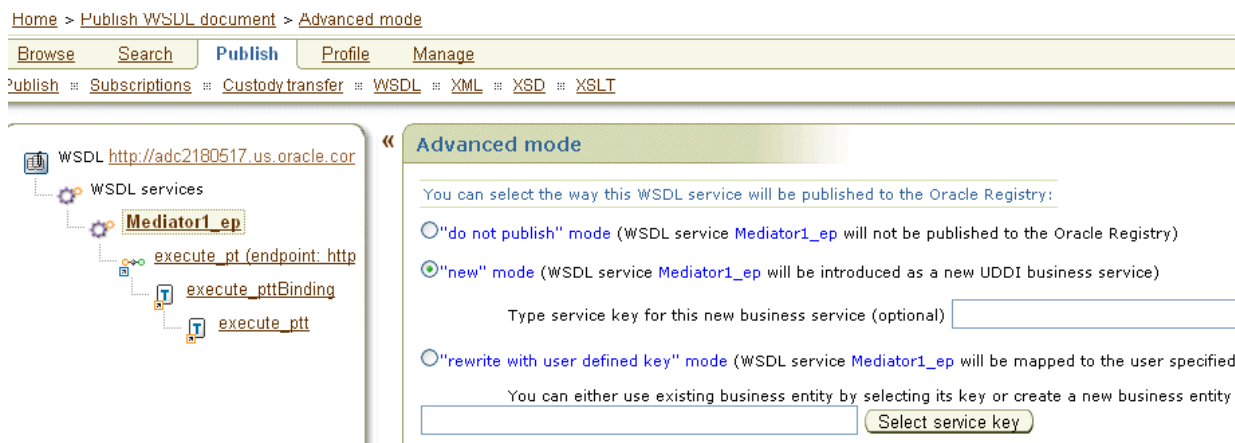 Home > Publish WSDL document > Advanced mode
Browse Search Publish Profile Manage
Publish Subscriptions Custody transfer WSDL XML XSD XSLT
WSDL http://adc2180517.us.oracle.cor
WSDL services
Mediator1_ep
execute_pt (endpoint: http
execute_pttBinding
execute_ptt
«
Advanced mode
You can select the way this WSDL service will be published to the Oracle Registry:
"do not publish" mode (WSDL service Mediator1_ep will not be published to the Oracle Registry)
"new" mode (WSDL service Mediator1_ep will be introduced as a new UDDI business service)
Type service key for this new business service (optional)
"rewrite with user defined key" mode (WSDL service Mediator1_ep will be mapped to the user specified
You can either use existing business entity by selecting its key or create a new business entity
Select service key